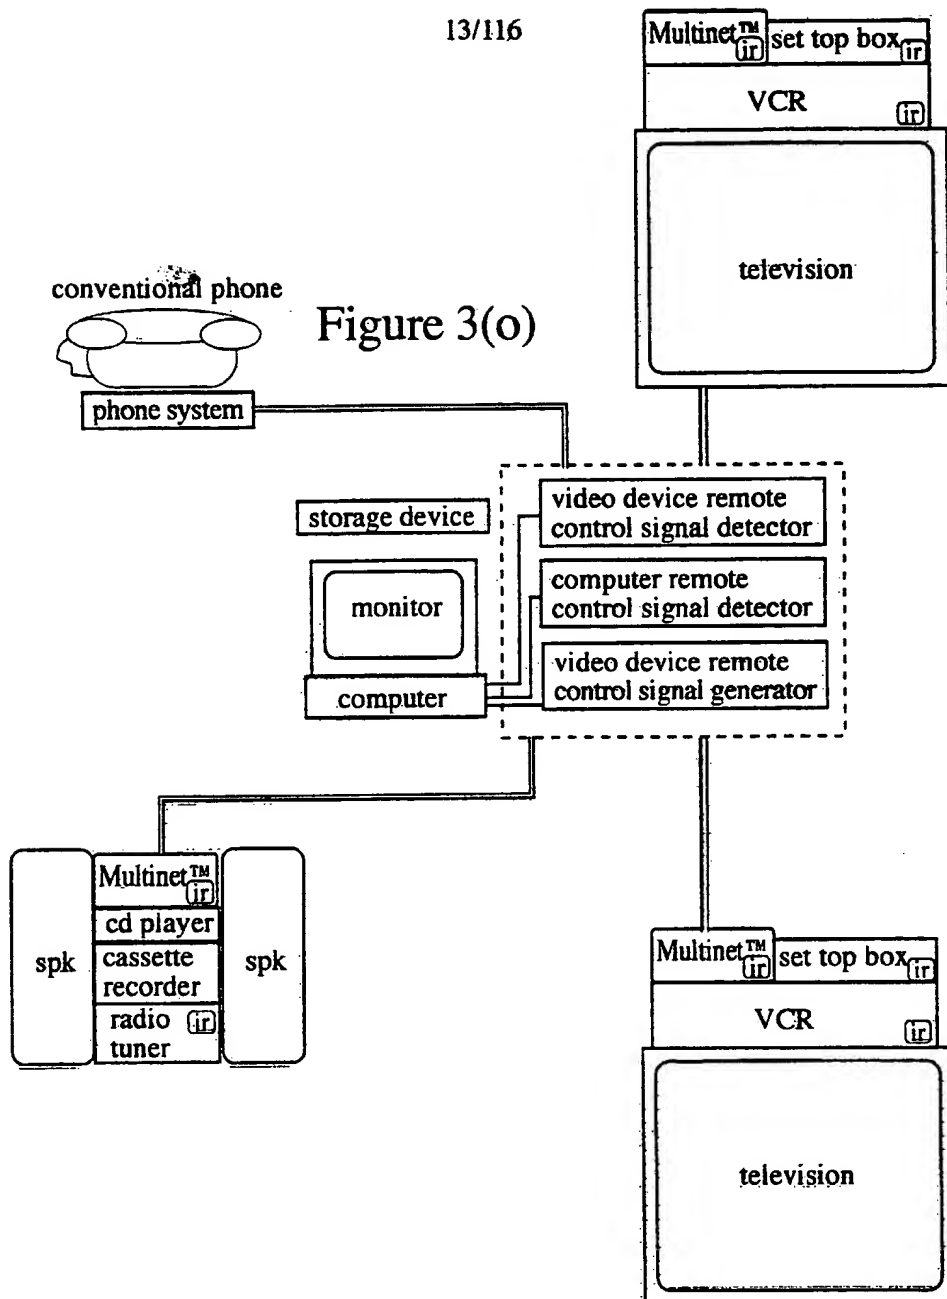 13/116
Multinet™
ir
set top box
ir
VCR
ir
television
conventional phone
Figure 3(o)
phone system
storage device
monitor
computer
video device remote
control signal detector
computer remote
control signal detector
video device remote
control signal generator
spk
Multinet™
ir
cd player
cassette
recorder
radio
ir
tuner
spk
Multinet™
ir
set top box
ir
VCR
ir
television